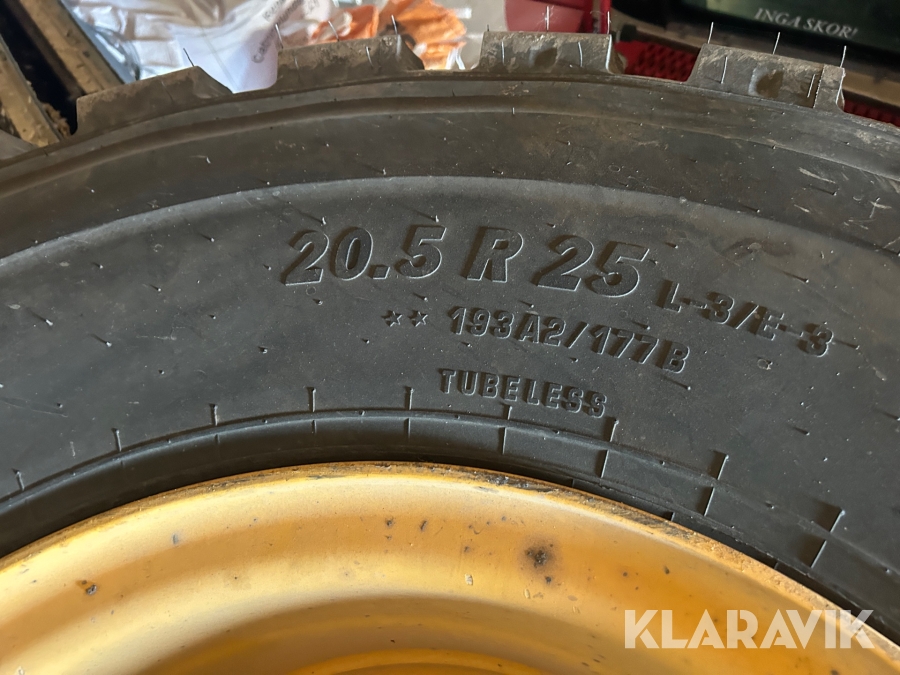 INGA SKOR!
20.5 R 25 L-3/E-3
** 193A2/177B
TUBELESS
KLARAVIK